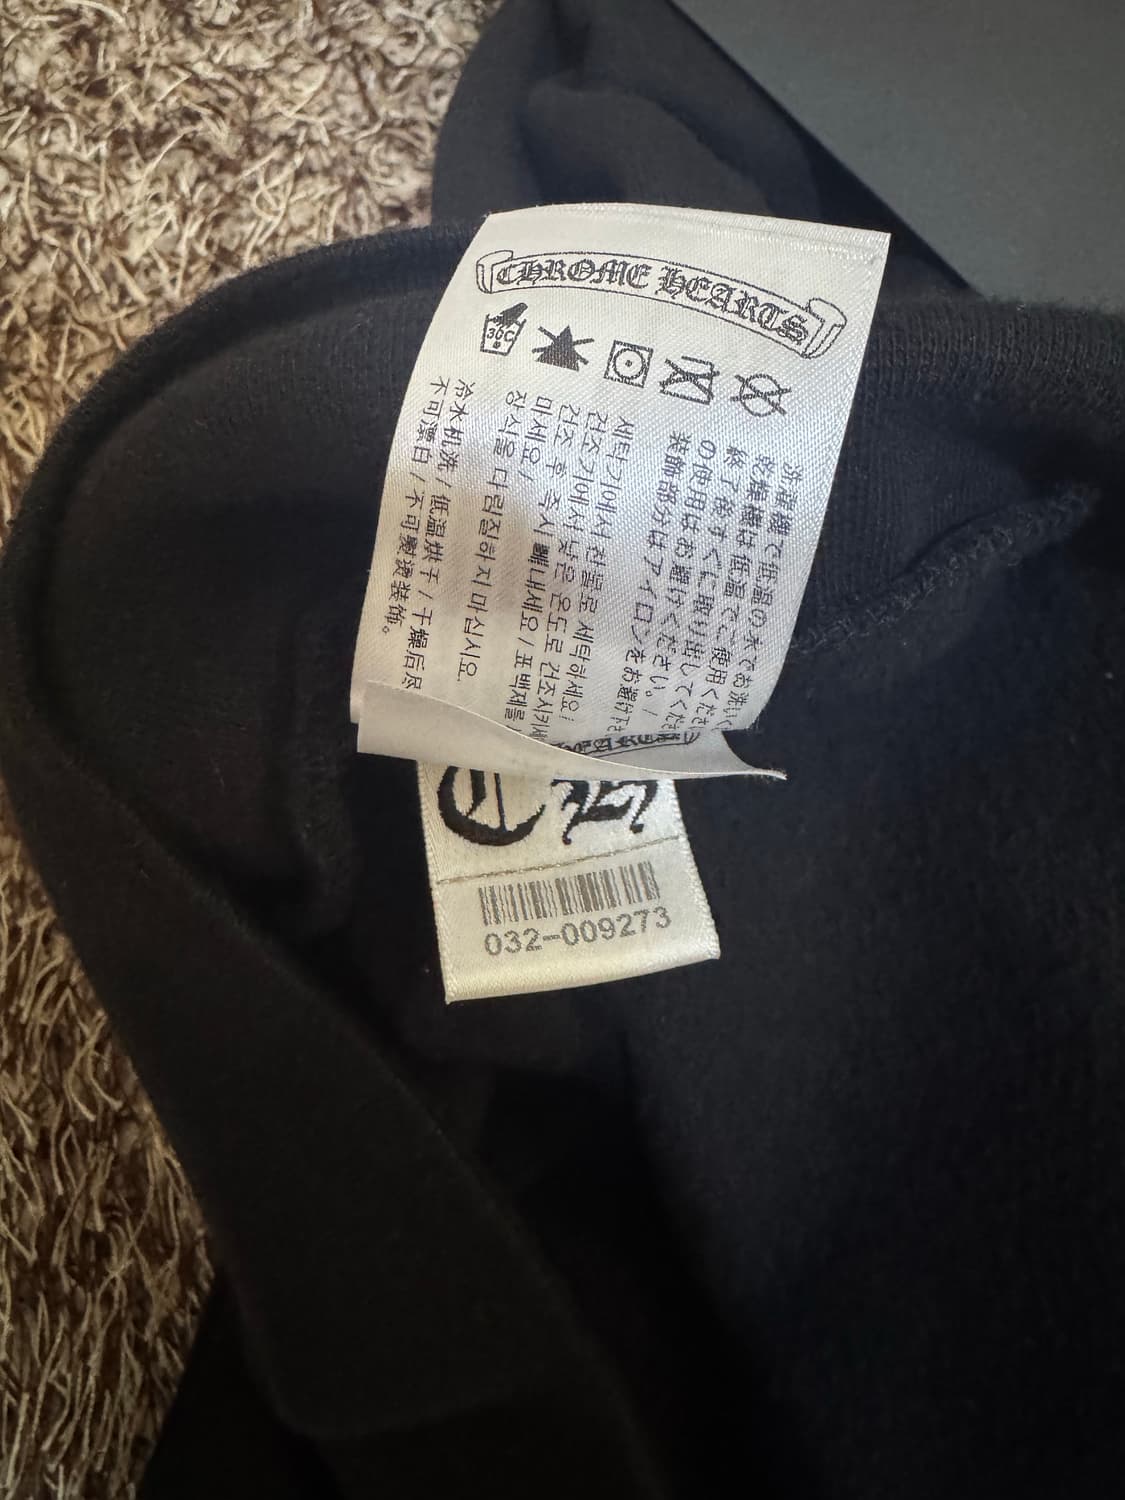 CHROME HEARTS
30C
洗濯機で低温の水でお洗い
乾燥機は低温でご使用くだ
終了後すぐに取り出してくだ
の使用はお避けください。/
装飾部分はアイロンをお避け下
세탁기에서 찬물로 세탁하세요/
건조기에서 낮은 온도로 건조시키세
건조 후 즉시 빼내세요/표백제를
마세요/
장식을 다림질하지마십시요.
冷水机洗/低温烘干/干燥后尽
不可漂白/不可熨烫装饰。
HEARTS
032-009273